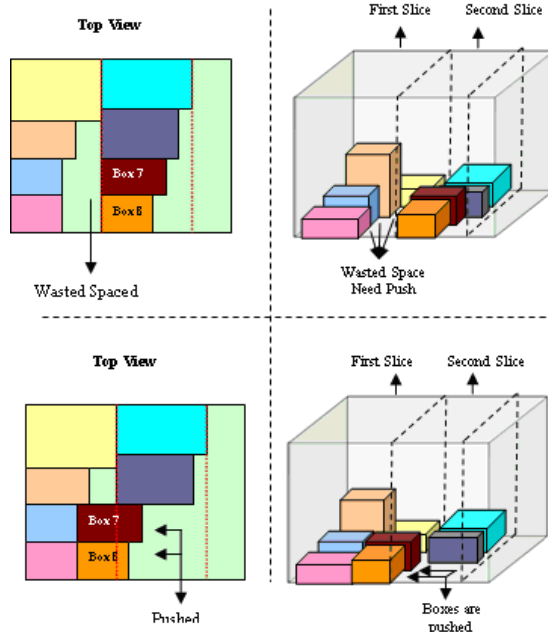 Top View
First Slice
Second Slice
Box 7
Box 8
Wasted Spaced
Wasted Space
Need Push
Top View
First Slice
Second Slice
Box 7
Box 8
Pushed
Boxes are
pushed